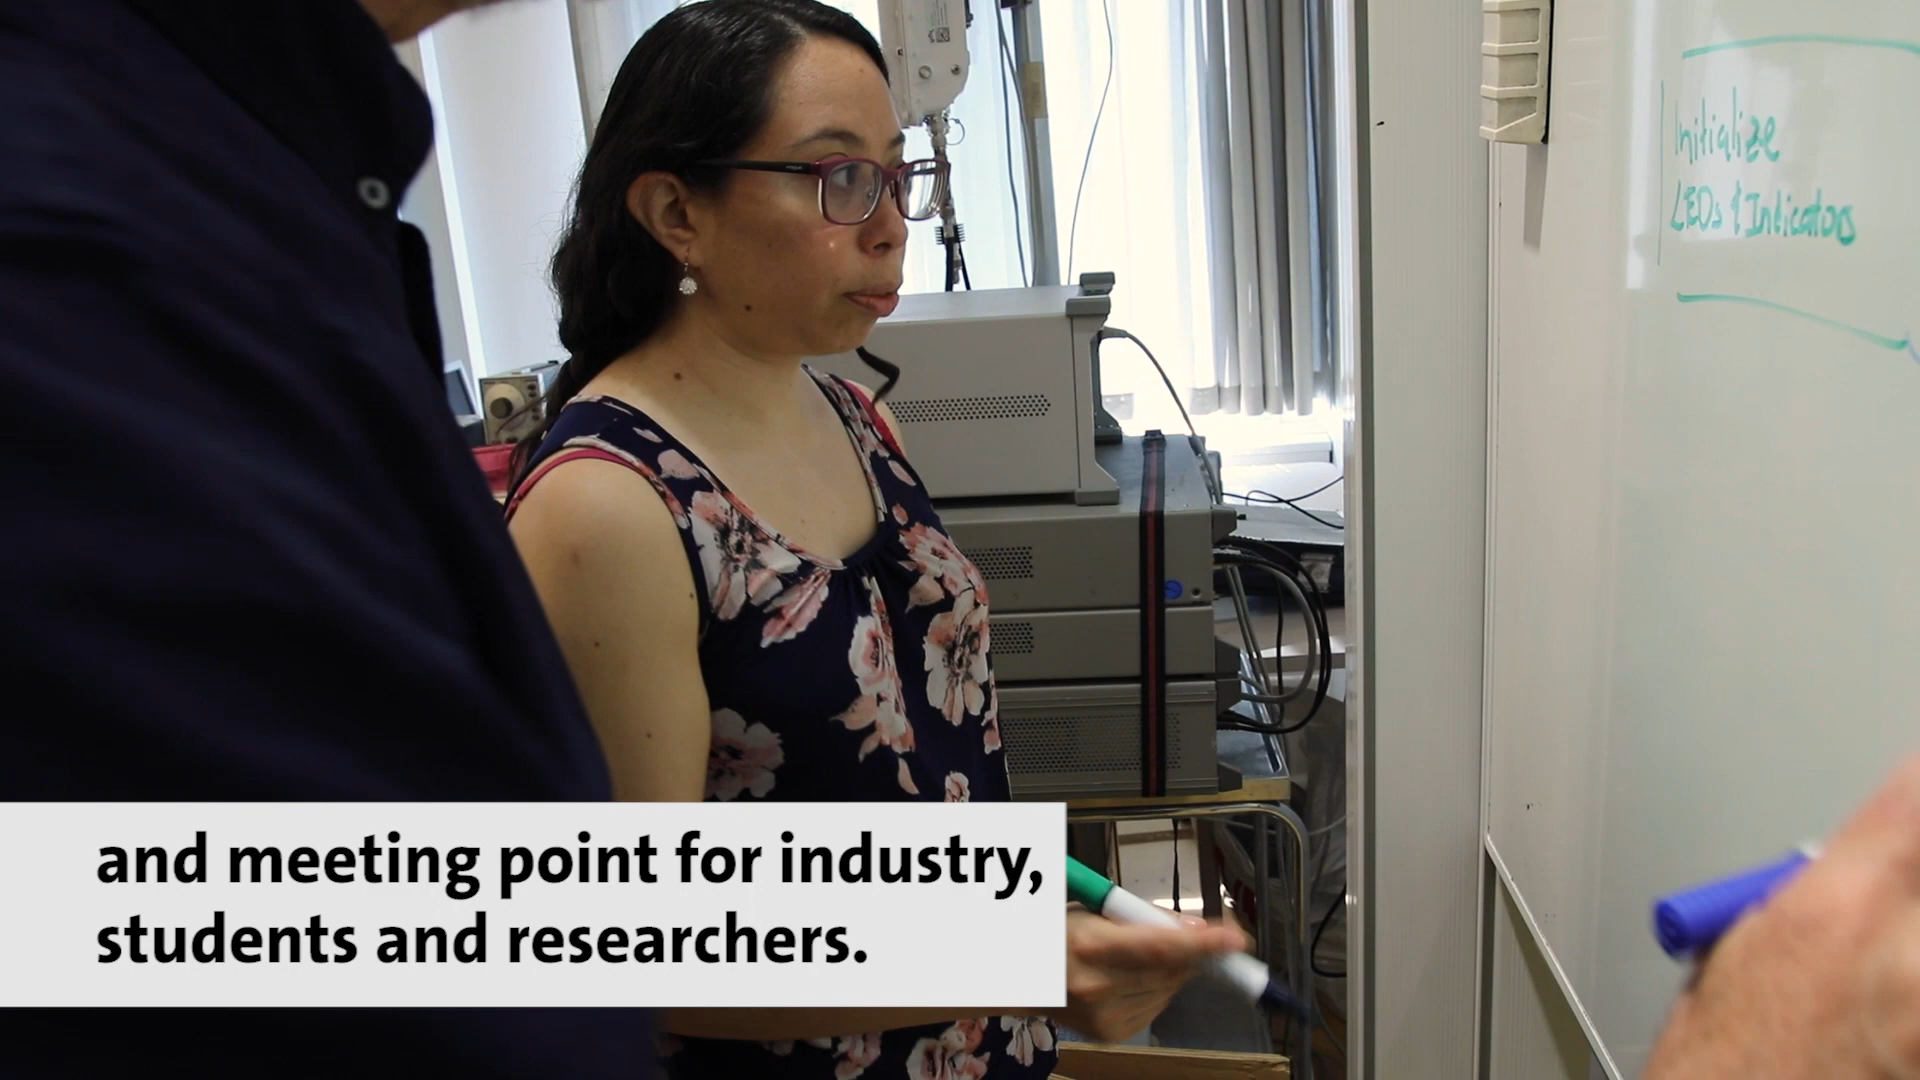 Initialize
LEDs & Indicators
and meeting point for industry,
students and researchers.